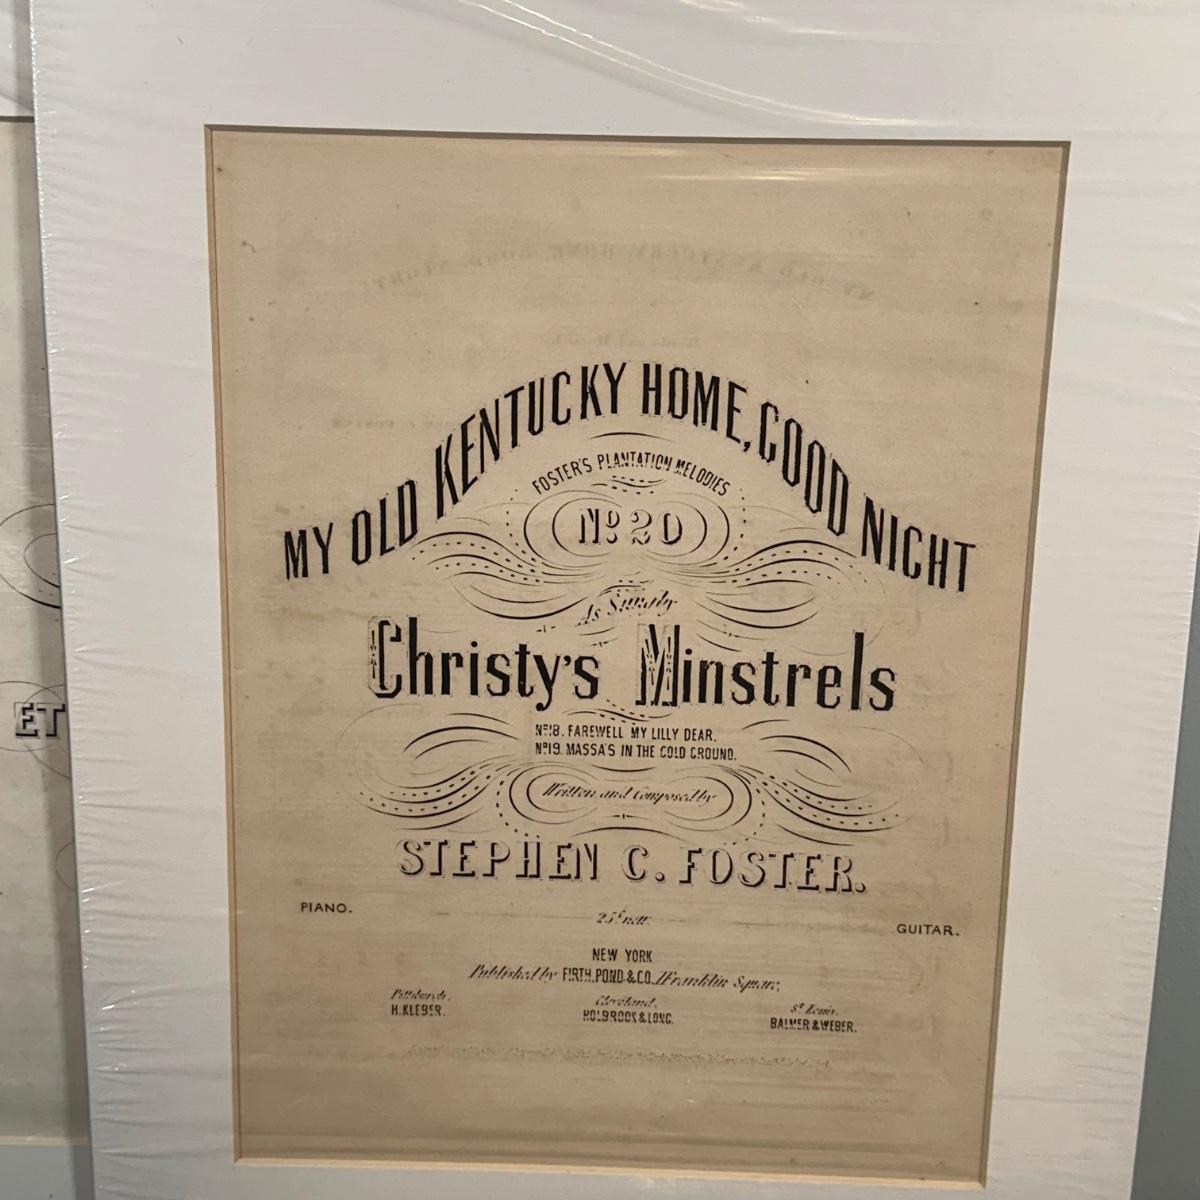 MY OLD KENTUCKY HOME, GOOD NIGHT
FOSTER'S PLANTATION MELODIES
No 20
As Sung by
Christy's Minstrels
No 18. FAREWELL MY LILLY DEAR.
No 19. MASSA'S IN THE COLD GROUND.
Written and Composed by
STEPHEN C. FOSTER.
PIANO.
25¢ nett.
GUITAR.
NEW YORK
Published by FIRTH, POND & CO. 1 Franklin Square,
Pittsburgh,
H. KLEBER.
Cleveland,
HOLBROOK & LONG.
St Louis.
BALMER & WEBER.
ET